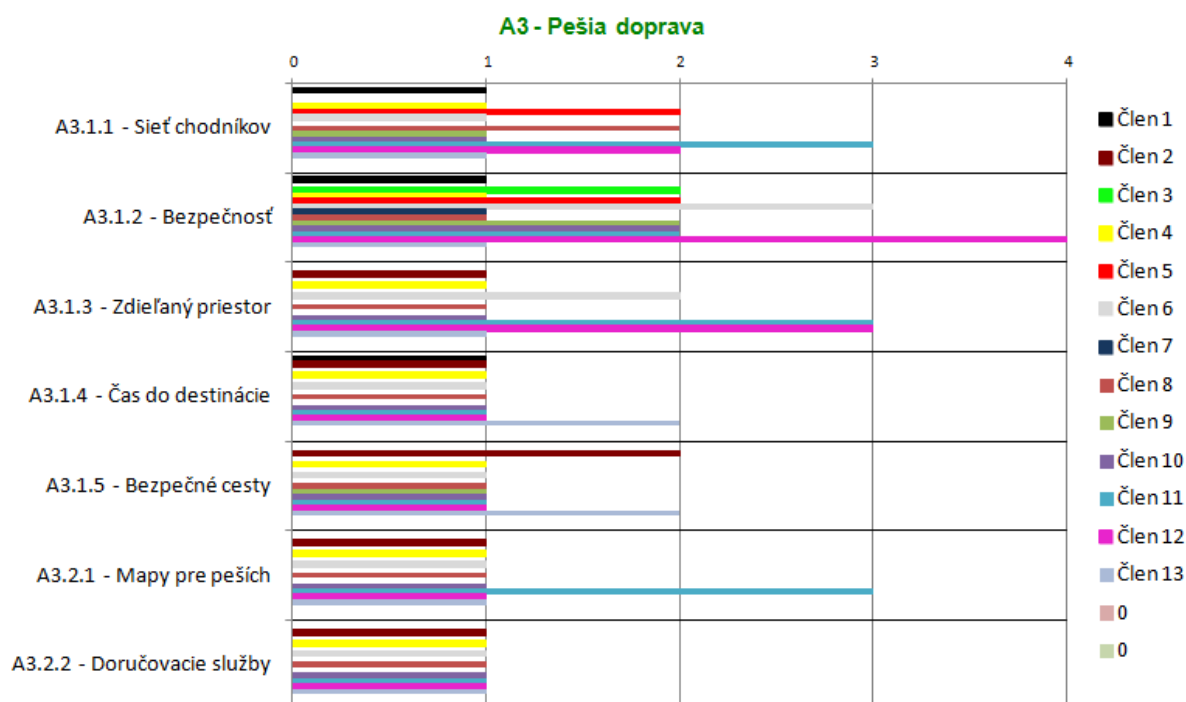 A3 - Pešia doprava
0 1 2 3 4
A3.1.1 - Sieť chodníkov
A3.1.2 - Bezpečnosť
A3.1.3 - Zdieľaný priestor
A3.1.4 - Čas do destinácie
A3.1.5 - Bezpečné cesty
A3.2.1 - Mapy pre peších
A3.2.2 - Doručovacie služby
Člen 1
Člen 2
Člen 3
Člen 4
Člen 5
Člen 6
Člen 7
Člen 8
Člen 9
Člen 10
Člen 11
Člen 12
Člen 13
0
0